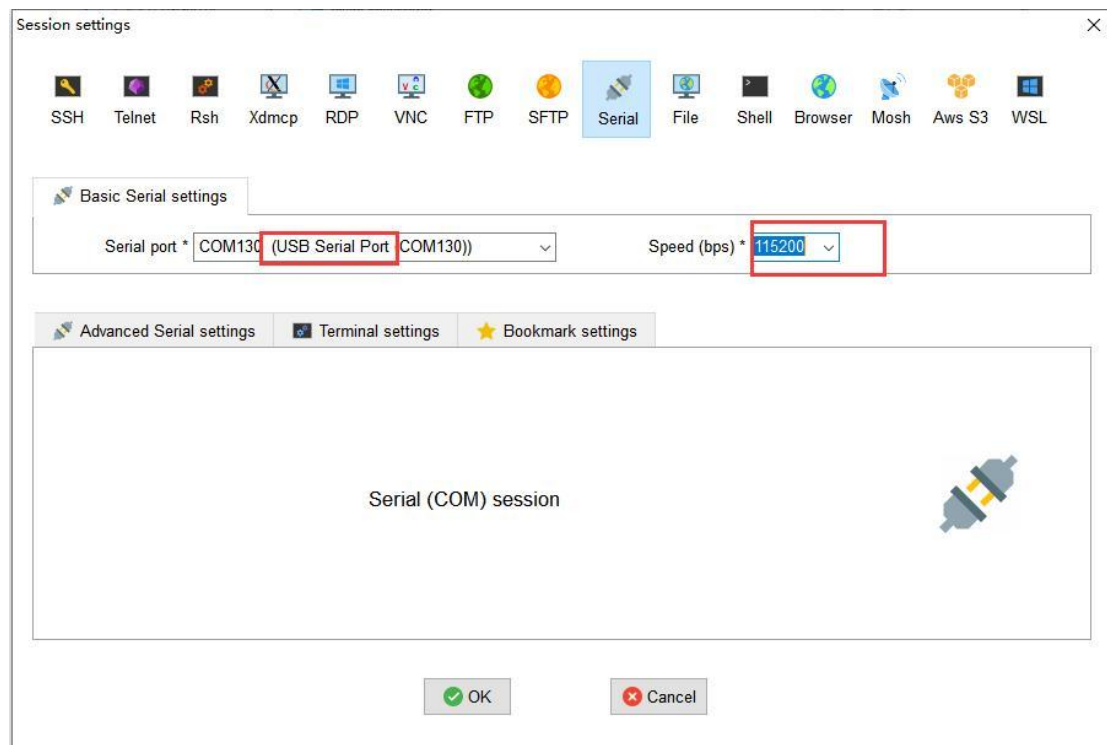 Session settings
SSH Telnet Rsh Xdmcp RDP VNC FTP SFTP Serial File Shell Browser Mosh Aws S3 WSL
Basic Serial settings
Serial port * COM130 (USB Serial Port (COM130)) Speed (bps) * 115200
Advanced Serial settings Terminal settings Bookmark settings
Serial (COM) session
OK Cancel